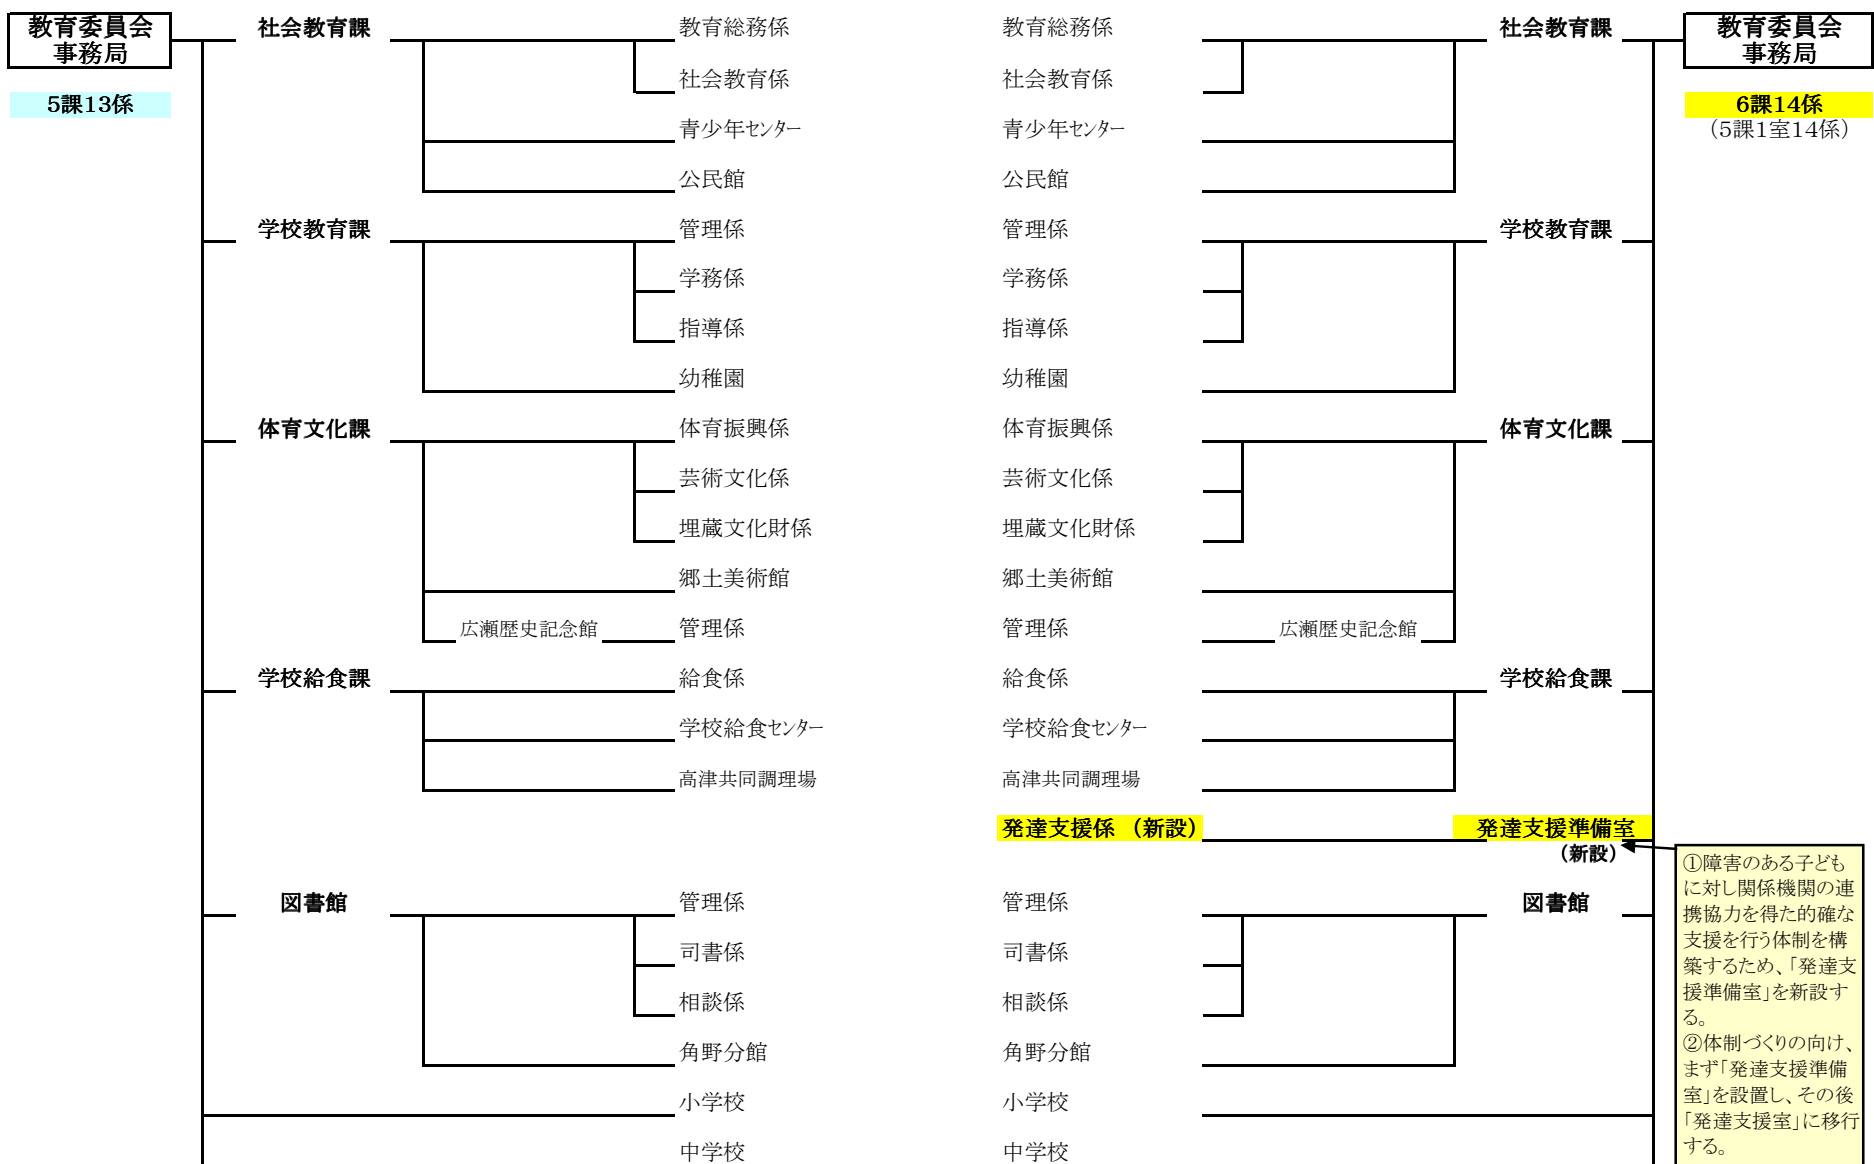 教育委員会
事務局
社会教育課
教育総務係
教育総務係
社会教育課
教育委員会
事務局
社会教育係
社会教育係
5課13係
6課14係
青少年センター
青少年センター
（5課1室14係）
公民館
公民館
学校教育課
管理係
管理係
学校教育課
学務係
学務係
指導係
指導係
幼稚園
幼稚園
体育文化課
体育振興係
体育振興係
体育文化課
芸術文化係
芸術文化係
埋蔵文化財係
埋蔵文化財係
郷土美術館
郷土美術館
広瀬歴史記念館
管理係
管理係
広瀬歴史記念館
学校給食課
給食係
給食係
学校給食課
学校給食センター
学校給食センター
高津共同調理場
高津共同調理場
発達支援係　（新設）
発達支援準備室
（新設）
図書館
管理係
管理係
図書館
司書係
司書係
相談係
相談係
角野分館
角野分館
小学校
小学校
中学校
中学校
①障害のある子ども
に対し関係機関の連
携協力を得た的確な
支援を行う体制を構
築するため、「発達支
援準備室」を新設す
る。
②体制づくりの向け、
まず「発達支援準備
室」を設置し、その後
「発達支援室」に移行
する。